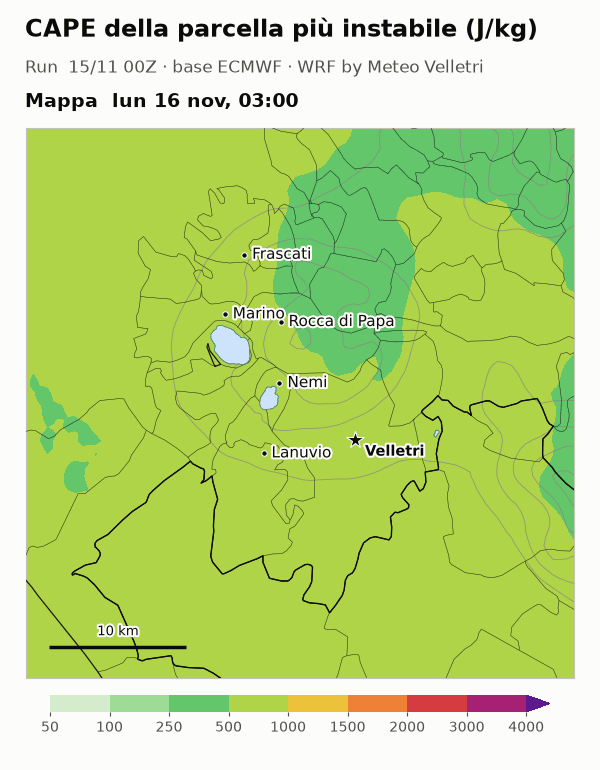 CAPE della parcella più instabile (J/kg)
Run  15/11 00Z · base ECMWF · WRF by Meteo Velletri
Mappa  lun 16 nov, 03:00
Frascati
Marino
Rocca di Papa
Nemi
Lanuvio
Velletri
10 km
50 100 250 500 1000 1500 2000 3000 4000